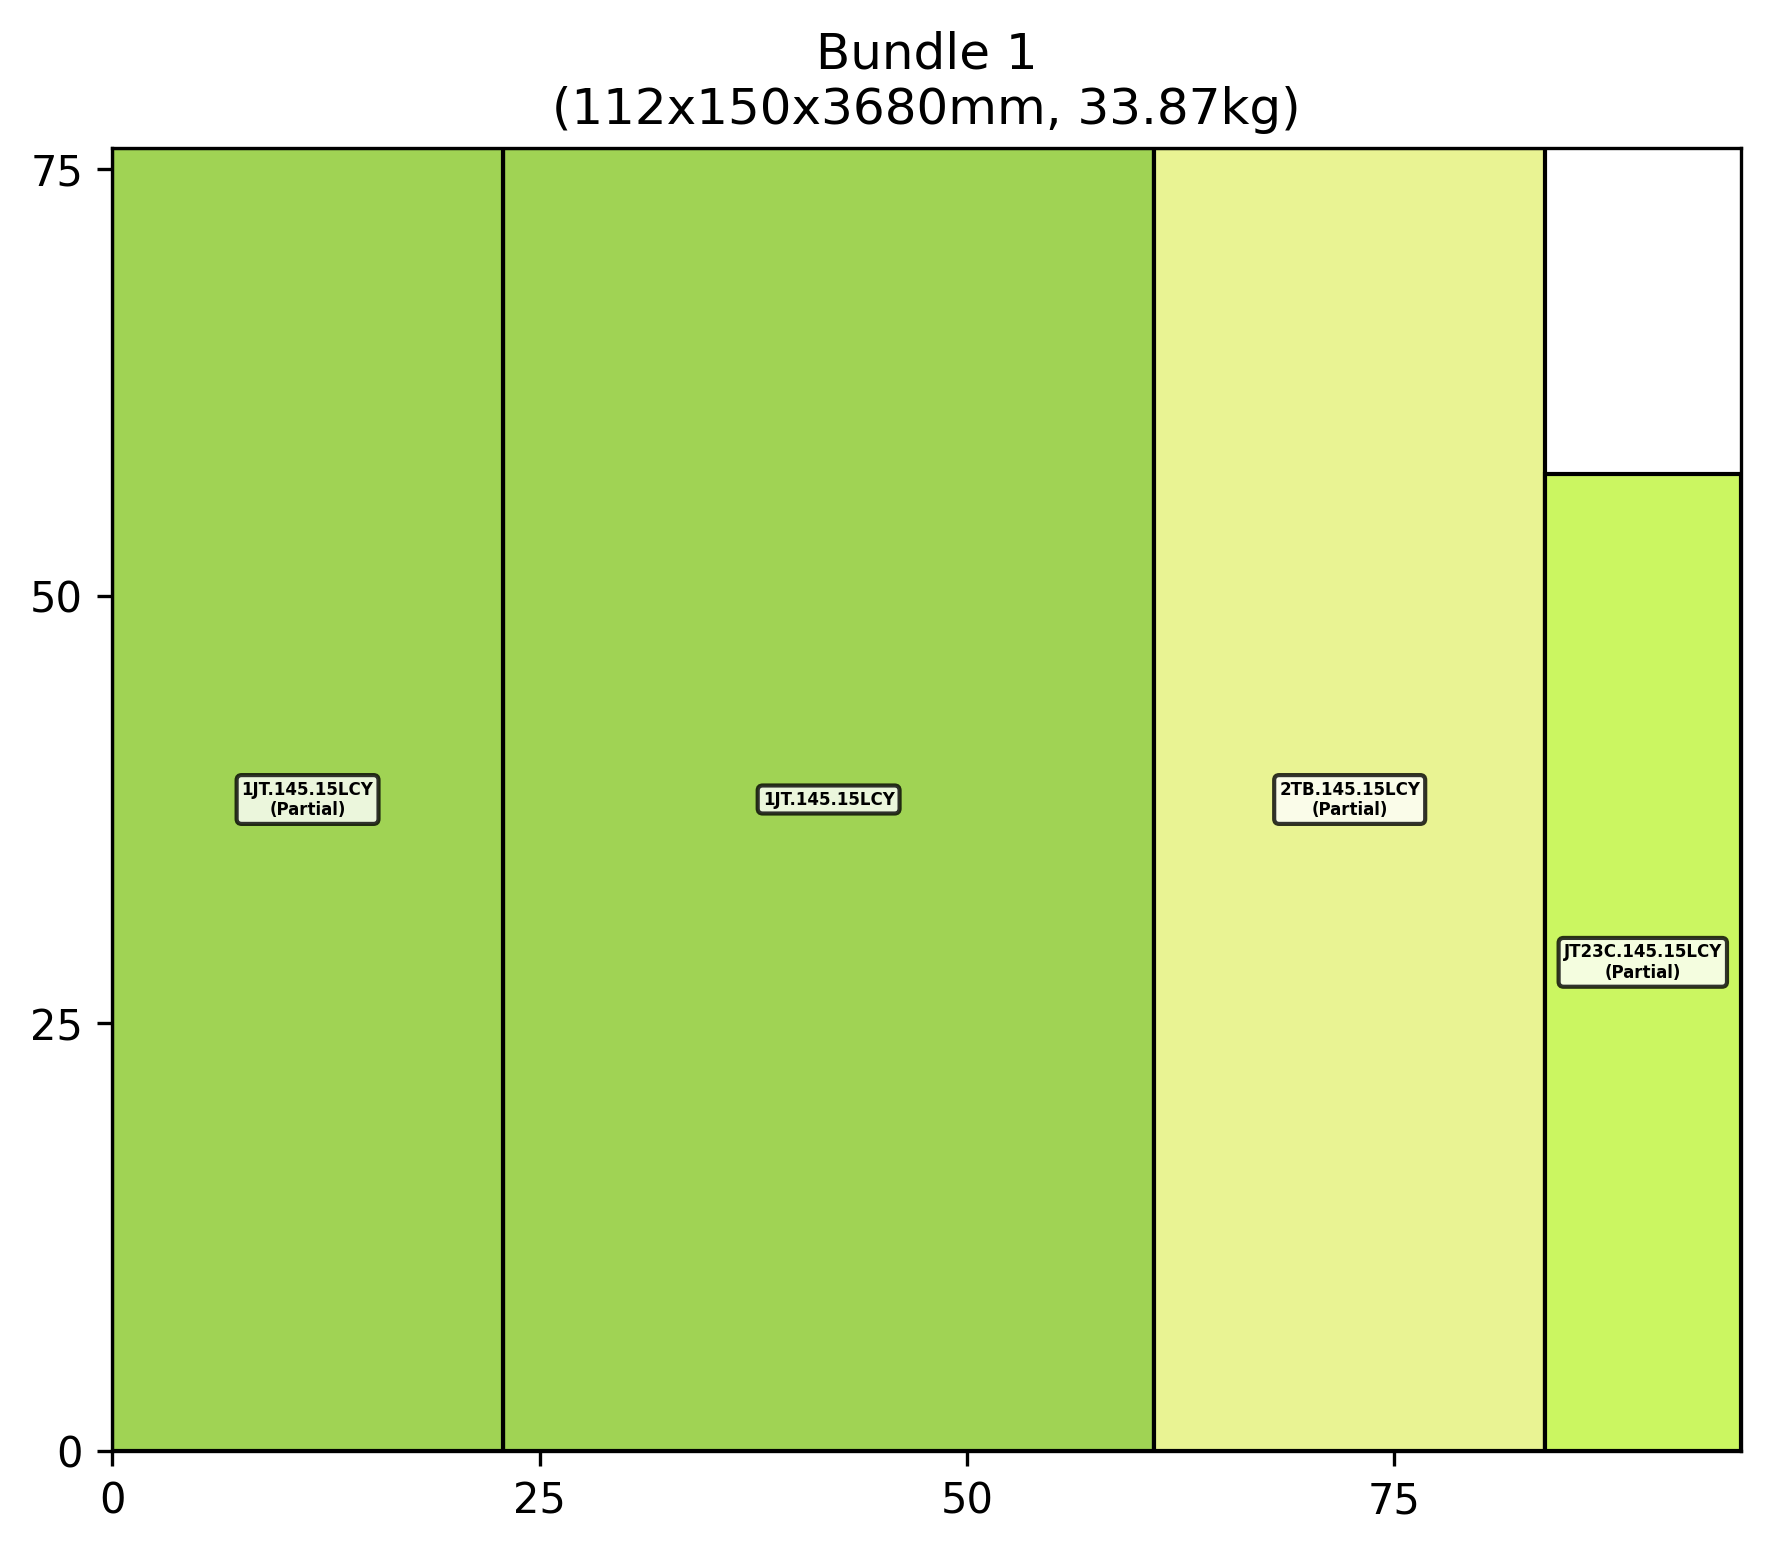 Bundle 1
(112x150x3680mm, 33.87kg)
75
50
25
0
1JT.145.15LCY
(Partial)
1JT.145.15LCY
2TB.145.15LCY
(Partial)
JT23C.145.15LCY
(Partial)
0
25
50
75